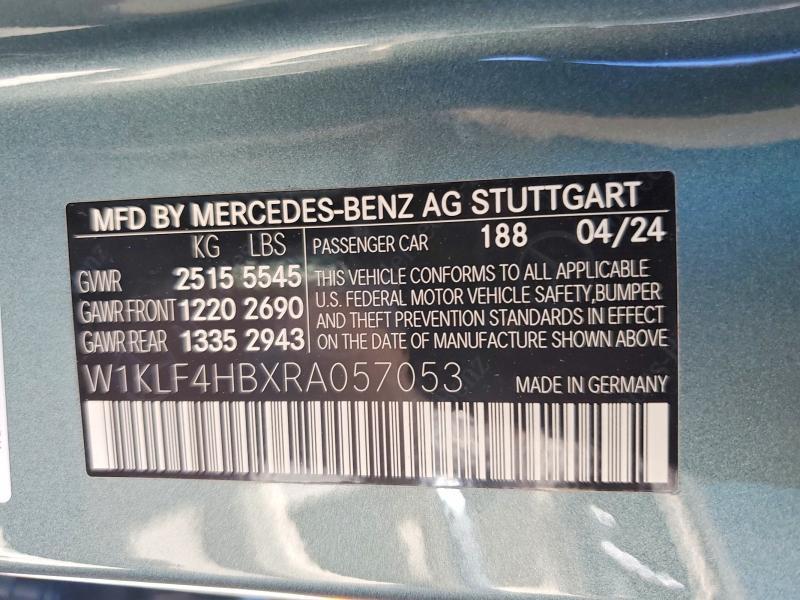 MFD BY MERCEDES-BENZ AG STUTTGART
KG LBS PASSENGER CAR 188 04/24
GVWR 2515 5545
GAWR FRONT 1220 2690
GAWR REAR 1335 2943
THIS VEHICLE CONFORMS TO ALL APPLICABLE
U.S. FEDERAL MOTOR VEHICLE SAFETY,BUMPER
AND THEFT PREVENTION STANDARDS IN EFFECT
ON THE DATE OF MANUFACTURE SHOWN ABOVE
W1KLF4HBXRA057053 MADE IN GERMANY